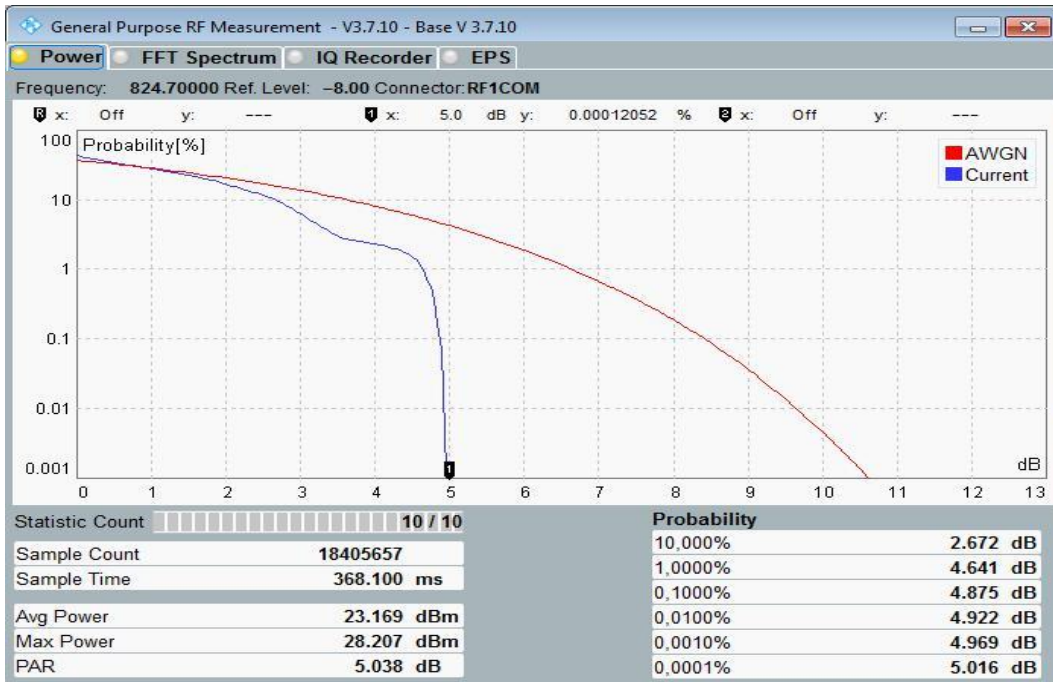 General Purpose RF Measurement - V3.7.10 - Base V 3.7.10
Power FFT Spectrum IQ Recorder EPS
Frequency: 824.70000 Ref. Level: -8.00 Connector:RF1COM
R x: Off y: --- 1 x: 5.0 dB y: 0.00012052 % 2 x: Off y: ---
100 Probability[%]
AWGN
Current
10
1
0.1
0.01
0.001
1
dB
0 1 2 3 4 5 6 7 8 9 10 11 12 13
Statistic Count 10 / 10
Sample Count 18405657
Sample Time 368.100 ms
Avg Power 23.169 dBm
Max Power 28.207 dBm
PAR 5.038 dB
Probability
10,000% 2.672 dB
1,0000% 4.641 dB
0,1000% 4.875 dB
0,0100% 4.922 dB
0,0010% 4.969 dB
0,0001% 5.016 dB